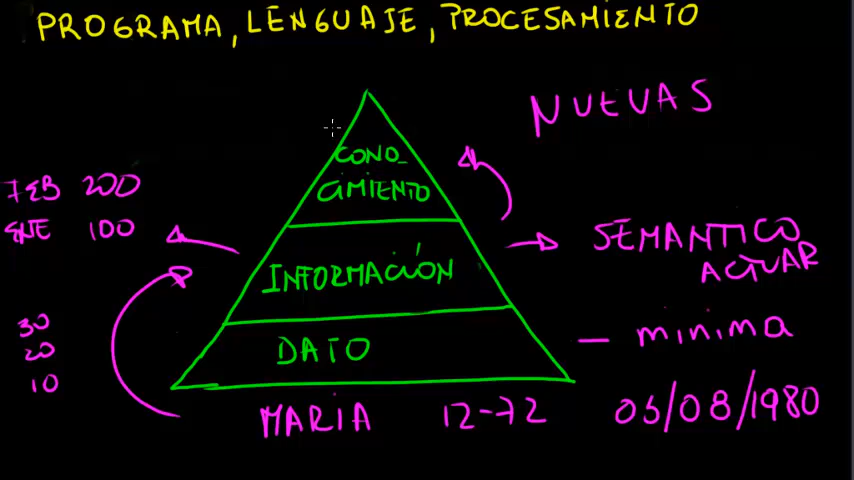 PROGRAMA, LENGUAJE, PROCESAMIENTO
NUEVAS
CONO_
CIMIENTO
FEB 200
ENE 100
SEMANTICO
ACTUAR
INFORMACIÓN
30
20
10
DATO
— minima
MARIA 12-72 05/08/1980